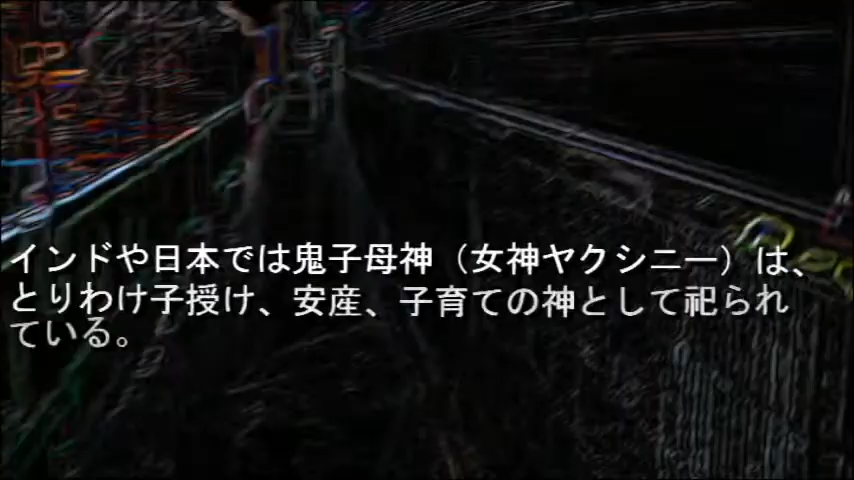 インドや日本では鬼子母神（女神ヤクシニー）は、
とりわけ子授け、安産、子育ての神として祀られ
ている。